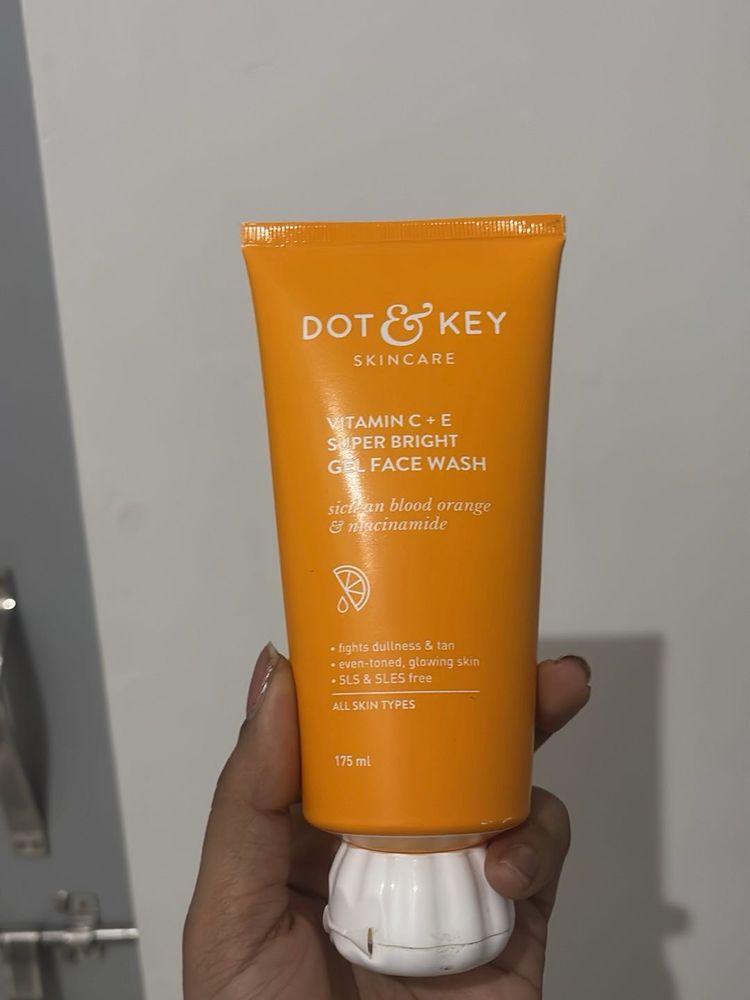 DOT & KEY
SKINCARE
VITAMIN C + E
SUPER BRIGHT
GEL FACE WASH
sicilian blood orange
& niacinamide
• fights dullness & tan
• even-toned, glowing skin
• SLS & SLES free
ALL SKIN TYPES
175 ml